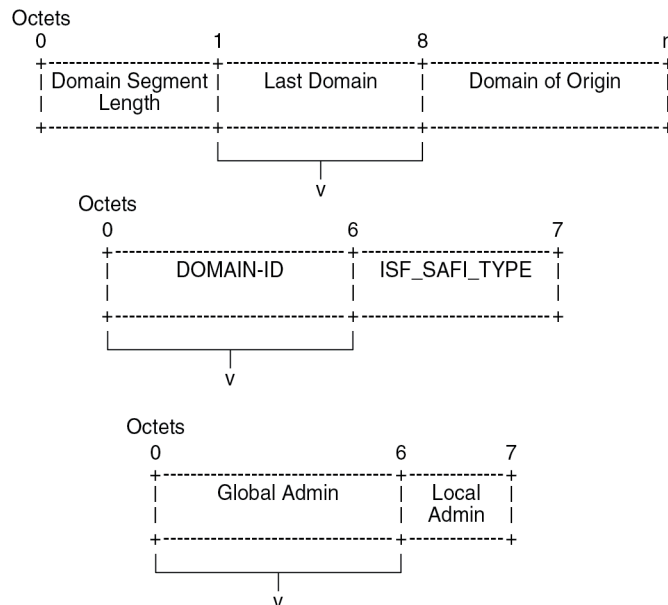 Octets
0 1 8 n
Domain Segment Length Last Domain Domain of Origin
v
Octets
0 6 7
DOMAIN-ID ISF_SAFI_TYPE
v
Octets
0 6 7
Global Admin Local Admin
v